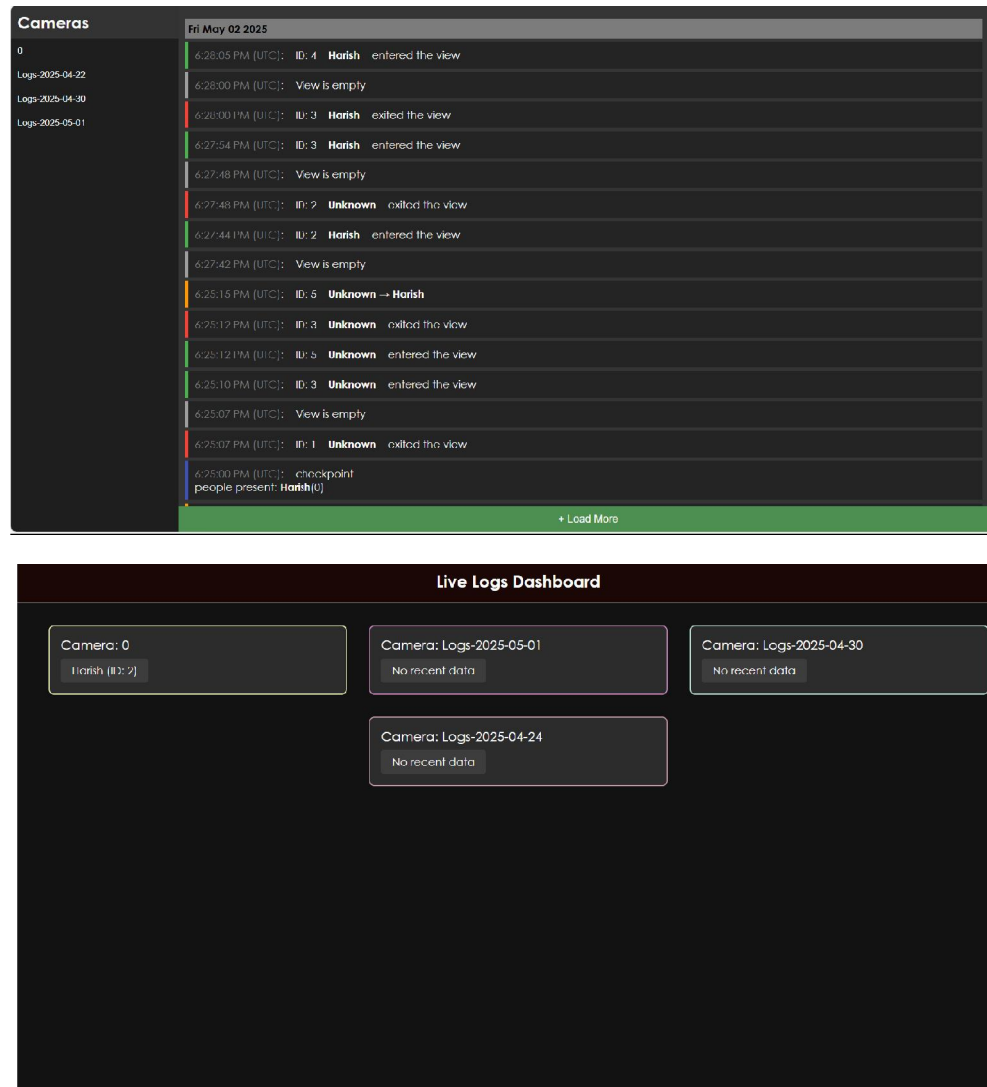 Cameras
0
Logs-2025-04-22
Logs-2025-04-30
Logs-2025-05-01
Fri May 02 2025
6:28:05 PM (UTC): ID: 4 Harish entered the view
6:28:00 PM (UTC): View is empty
6:28:00 PM (UTC): ID: 3 Harish exited the view
6:27:54 PM (UTC): ID: 3 Harish entered the view
6:27:48 PM (UTC): View is empty
6:27:48 PM (UTC): ID: 2 Unknown exited the view
6:27:44 PM (UTC): ID: 2 Harish entered the view
6:27:42 PM (UTC): View is empty
6:25:15 PM (UTC): ID: 5 Unknown → Harish
6:25:12 PM (UTC): ID: 3 Unknown exited the view
6:25:12 PM (UTC): ID: 5 Unknown entered the view
6:25:10 PM (UTC): ID: 3 Unknown entered the view
6:25:07 PM (UTC): View is empty
6:25:07 PM (UTC): ID: 1 Unknown exited the view
6:25:00 PM (UTC): checkpoint
people present: Harish(0)
+ Load More
Live Logs Dashboard
Camera: 0
Harish (ID: 2)
Camera: Logs-2025-05-01
No recent data
Camera: Logs-2025-04-30
No recent data
Camera: Logs-2025-04-24
No recent data